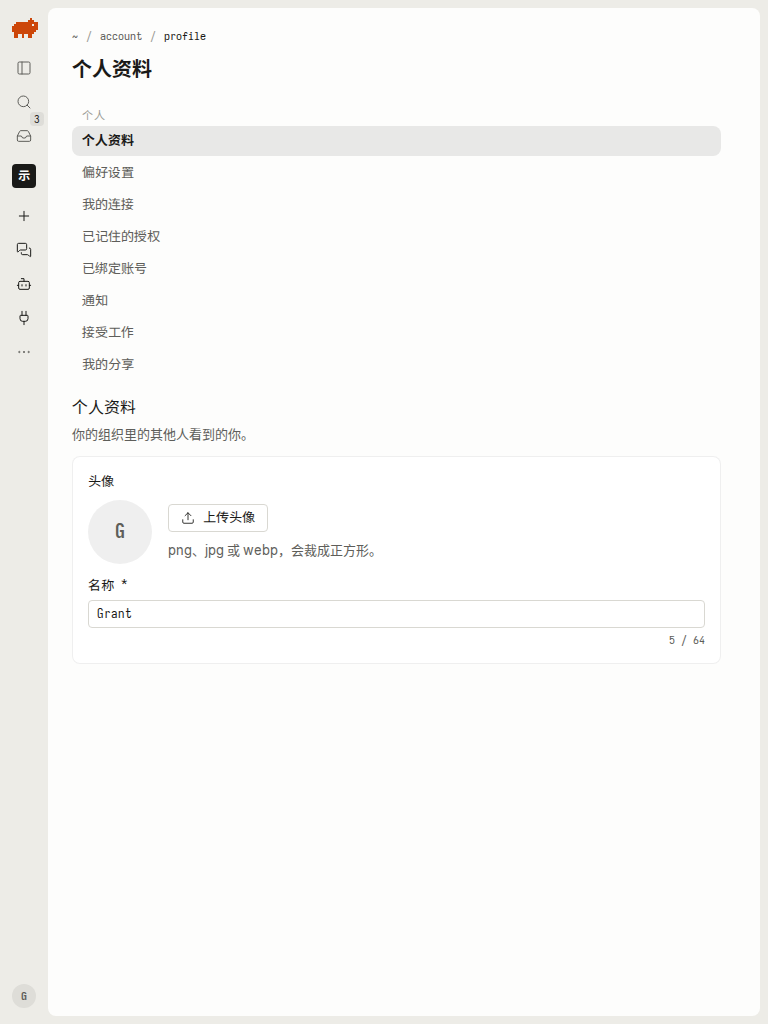 ~ / account / profile
个人资料
个人
个人资料
偏好设置
3
示
我的连接
已记住的授权
已绑定账号
通知
接受工作
我的分享
个人资料
你的组织里的其他人看到的你。
头像
G
上传头像
png、jpg 或 webp，会裁成正方形。
名称 *
Grant
5 / 64
G